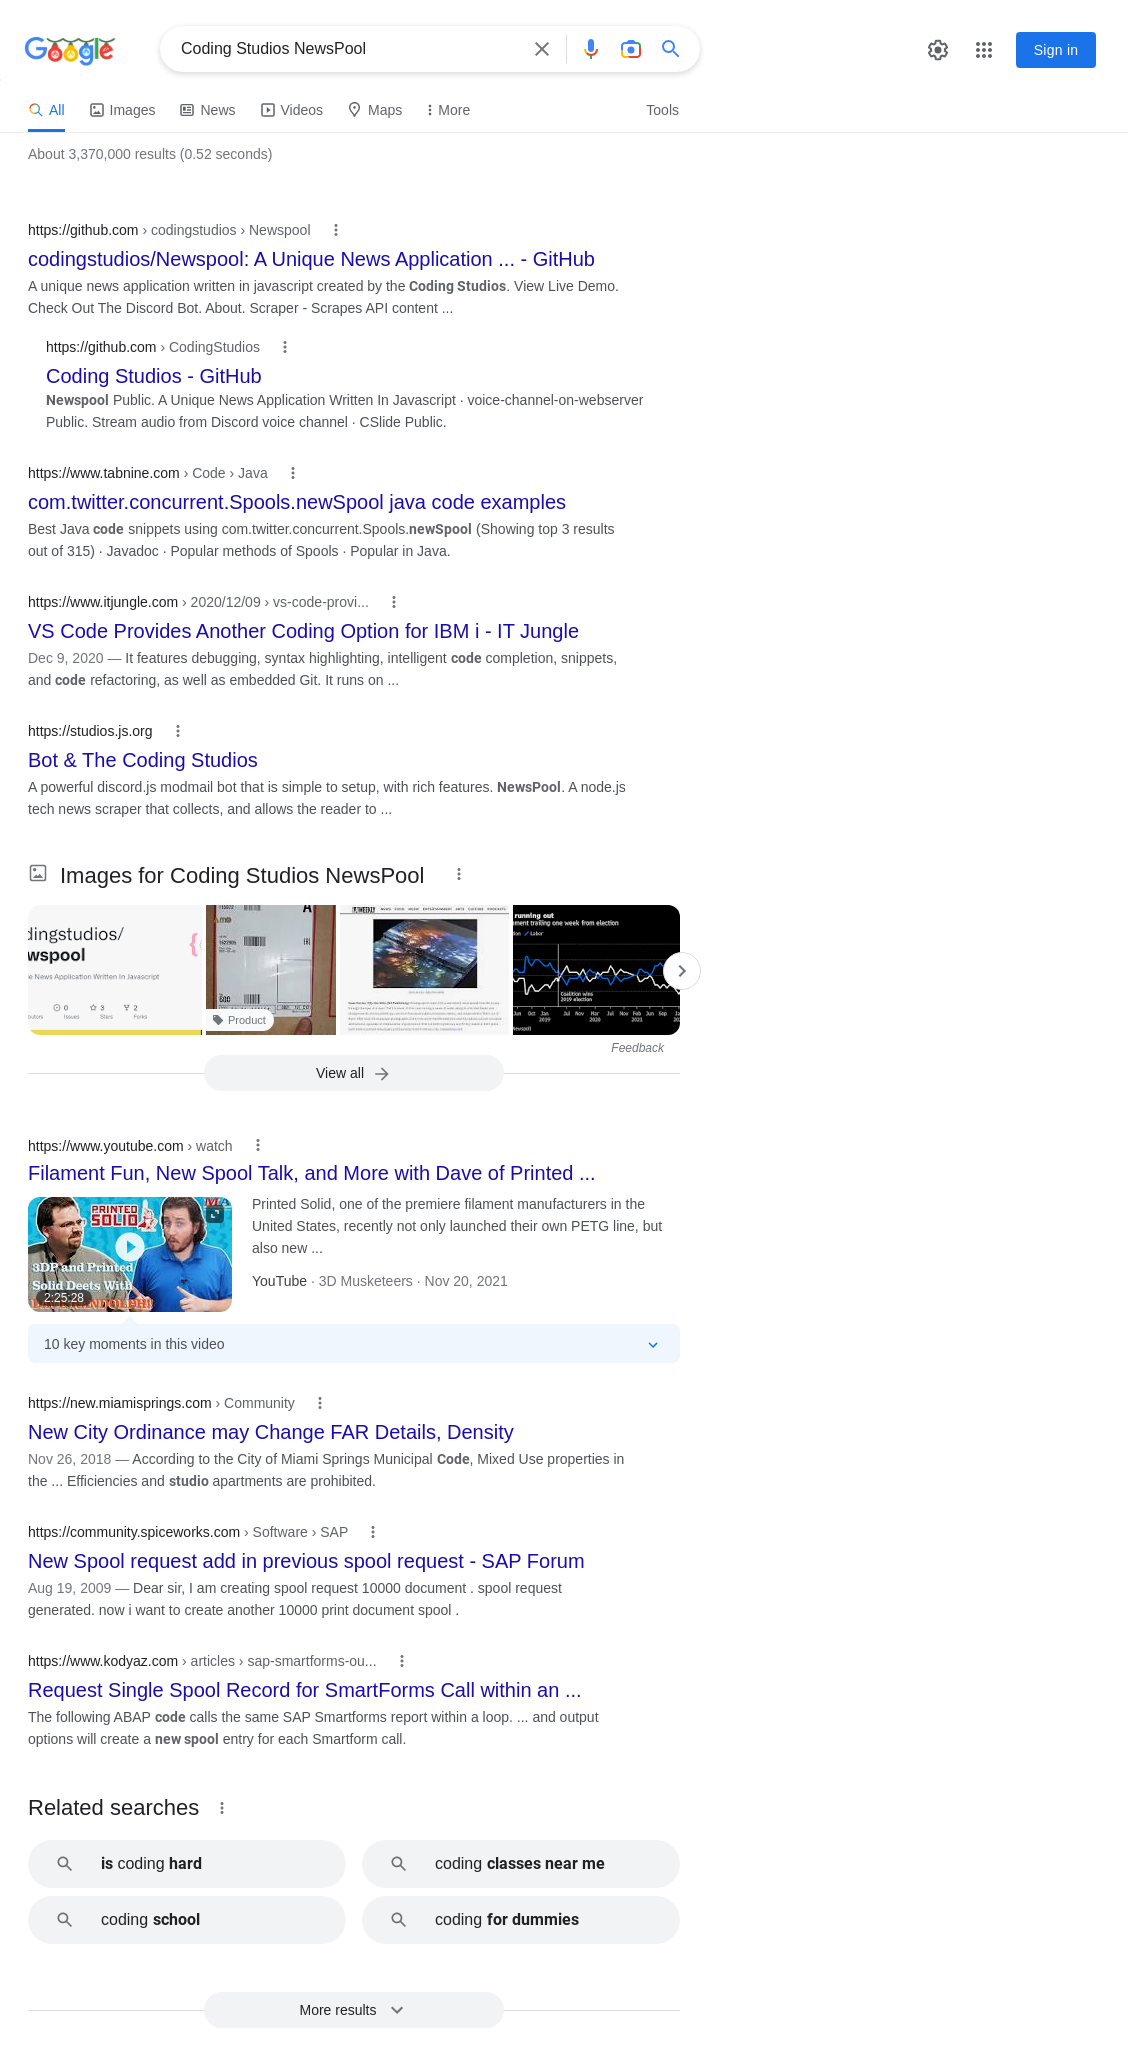 Google
Coding Studios NewsPool
Sign in
All
Images
News
Videos
Maps
More
Tools
About 3,370,000 results (0.52 seconds)
https://github.com › codingstudios › Newspool
codingstudios/Newspool: A Unique News Application ... - GitHub
A unique news application written in javascript created by the Coding Studios. View Live Demo.
Check Out The Discord Bot. About. Scraper - Scrapes API content ...
https://github.com › CodingStudios
Coding Studios - GitHub
Newspool Public. A Unique News Application Written In Javascript · voice-channel-on-webserver
Public. Stream audio from Discord voice channel · CSlide Public.
https://www.tabnine.com › Code › Java
com.twitter.concurrent.Spools.newSpool java code examples
Best Java code snippets using com.twitter.concurrent.Spools.newSpool (Showing top 3 results
out of 315) · Javadoc · Popular methods of Spools · Popular in Java.
https://www.itjungle.com › 2020/12/09 › vs-code-provi...
VS Code Provides Another Coding Option for IBM i - IT Jungle
Dec 9, 2020 — It features debugging, syntax highlighting, intelligent code completion, snippets,
and code refactoring, as well as embedded Git. It runs on ...
https://studios.js.org
Bot & The Coding Studios
A powerful discord.js modmail bot that is simple to setup, with rich features. NewsPool. A node.js
tech news scraper that collects, and allows the reader to ...
Images for Coding Studios NewsPool
dingstudios/
wspool
e News Application Written In Javascript
0 3 2
Issues Stars Forks
Product
running out
ment trailing one week from election
Labor
Coalition wins
2019 election
Feedback
View all
https://www.youtube.com › watch
Filament Fun, New Spool Talk, and More with Dave of Printed ...
PRINTED
SOLID
3DP and Printed
Solid Deets With
2:25:28
Printed Solid, one of the premiere filament manufacturers in the
United States, recently not only launched their own PETG line, but
also new ...
YouTube · 3D Musketeers · Nov 20, 2021
10 key moments in this video
https://new.miamisprings.com › Community
New City Ordinance may Change FAR Details, Density
Nov 26, 2018 — According to the City of Miami Springs Municipal Code, Mixed Use properties in
the ... Efficiencies and studio apartments are prohibited.
https://community.spiceworks.com › Software › SAP
New Spool request add in previous spool request - SAP Forum
Aug 19, 2009 — Dear sir, I am creating spool request 10000 document . spool request
generated. now i want to create another 10000 print document spool .
https://www.kodyaz.com › articles › sap-smartforms-ou...
Request Single Spool Record for SmartForms Call within an ...
The following ABAP code calls the same SAP Smartforms report within a loop. ... and output
options will create a new spool entry for each Smartform call.
Related searches
is coding hard
coding classes near me
coding school
coding for dummies
More results